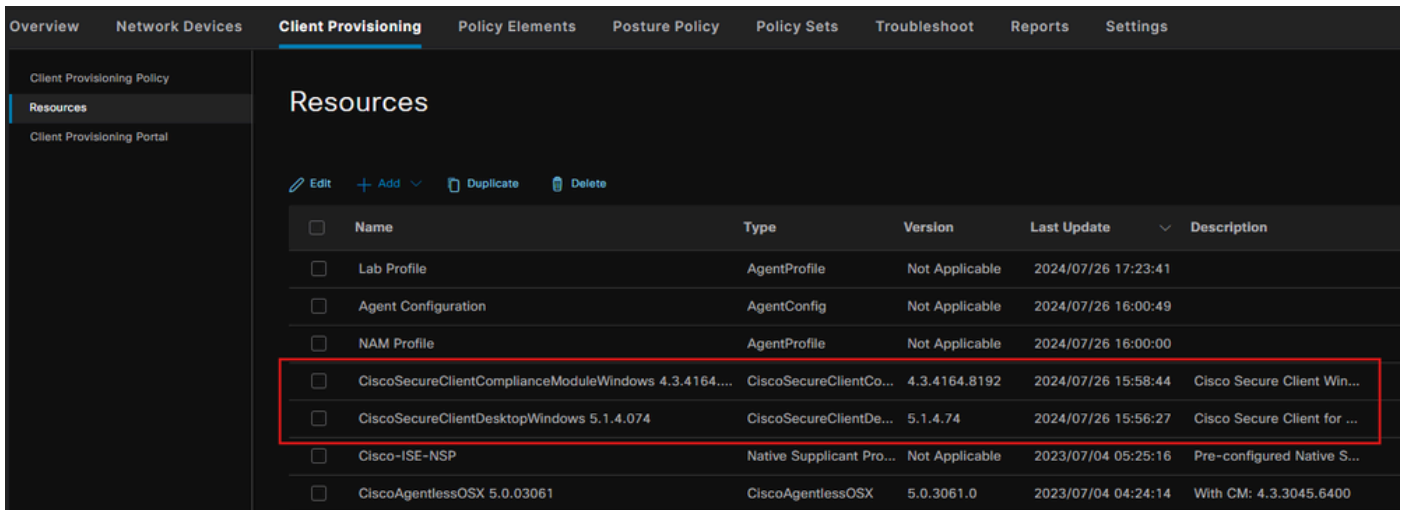 Overview Network Devices Client Provisioning Policy Elements Posture Policy Policy Sets Troubleshoot Reports Settings
Client Provisioning Policy
Resources
Client Provisioning Portal
Resources
Edit Add Duplicate Delete
Name Type Version Last Update Description
Lab Profile AgentProfile Not Applicable 2024/07/26 17:23:41
Agent Configuration AgentConfig Not Applicable 2024/07/26 16:00:49
NAM Profile AgentProfile Not Applicable 2024/07/26 16:00:00
CiscoSecureClientComplianceModuleWindows 4.3.4164.... CiscoSecureClientCo... 4.3.4164.8192 2024/07/26 15:58:44 Cisco Secure Client Win...
CiscoSecureClientDesktopWindows 5.1.4.074 CiscoSecureClientDe... 5.1.4.74 2024/07/26 15:56:27 Cisco Secure Client for ...
Cisco-ISE-NSP Native Supplicant Pro... Not Applicable 2023/07/04 05:25:16 Pre-configured Native S...
CiscoAgentlessOSX 5.0.03061 CiscoAgentlessOSX 5.0.3061.0 2023/07/04 04:24:14 With CM: 4.3.3045.6400